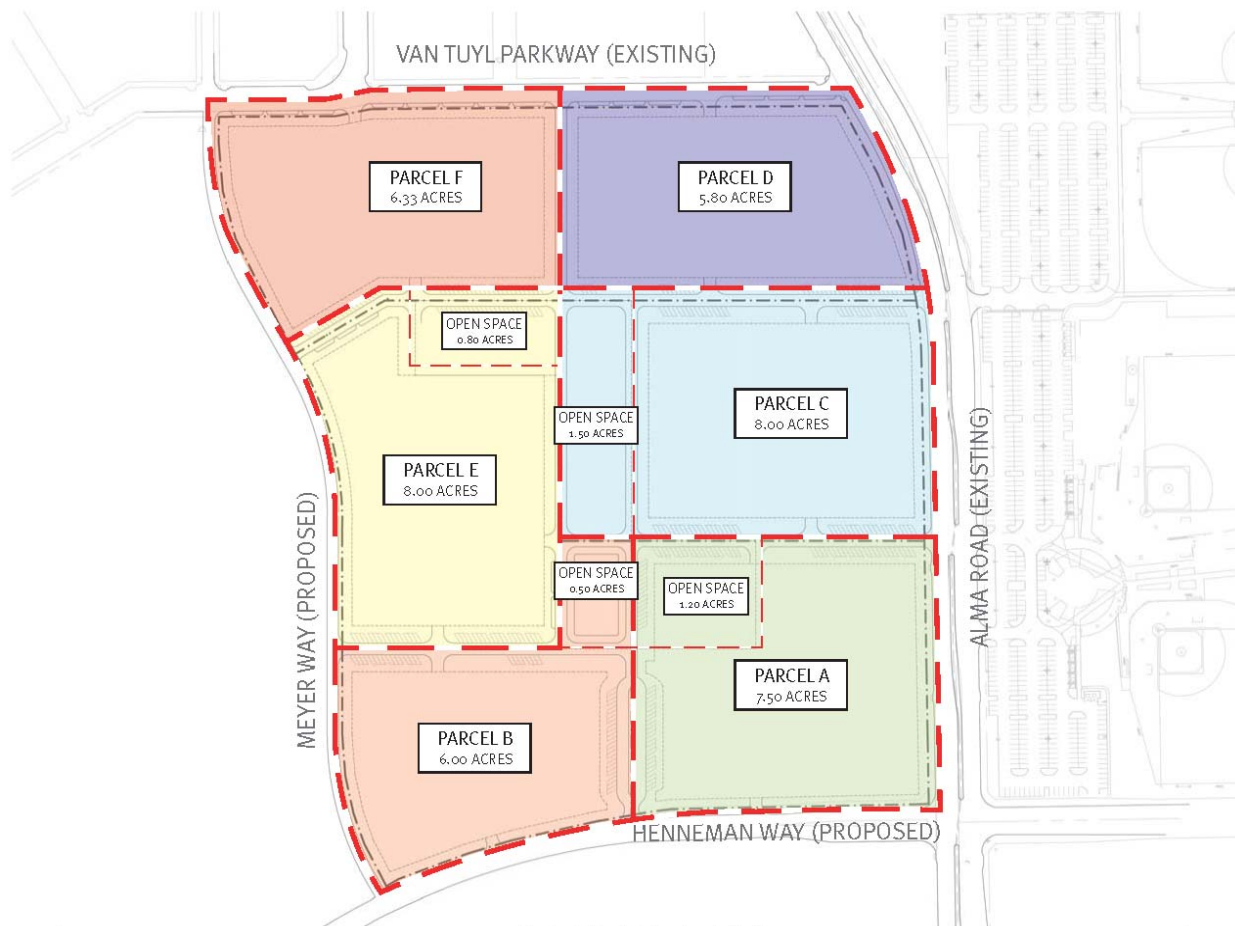 VAN TUYL PARKWAY (EXISTING)
PARCEL F
6.33 ACRES
PARCEL D
5.80 ACRES
OPEN SPACE
0.80 ACRES
OPEN SPACE
1.50 ACRES
PARCEL C
8.00 ACRES
PARCEL E
8.00 ACRES
ALMA ROAD (EXISTING)
MEYER WAY (PROPOSED)
OPEN SPACE
0.50 ACRES
OPEN SPACE
1.20 ACRES
PARCEL A
7.50 ACRES
PARCEL B
6.00 ACRES
HENNEMAN WAY (PROPOSED)